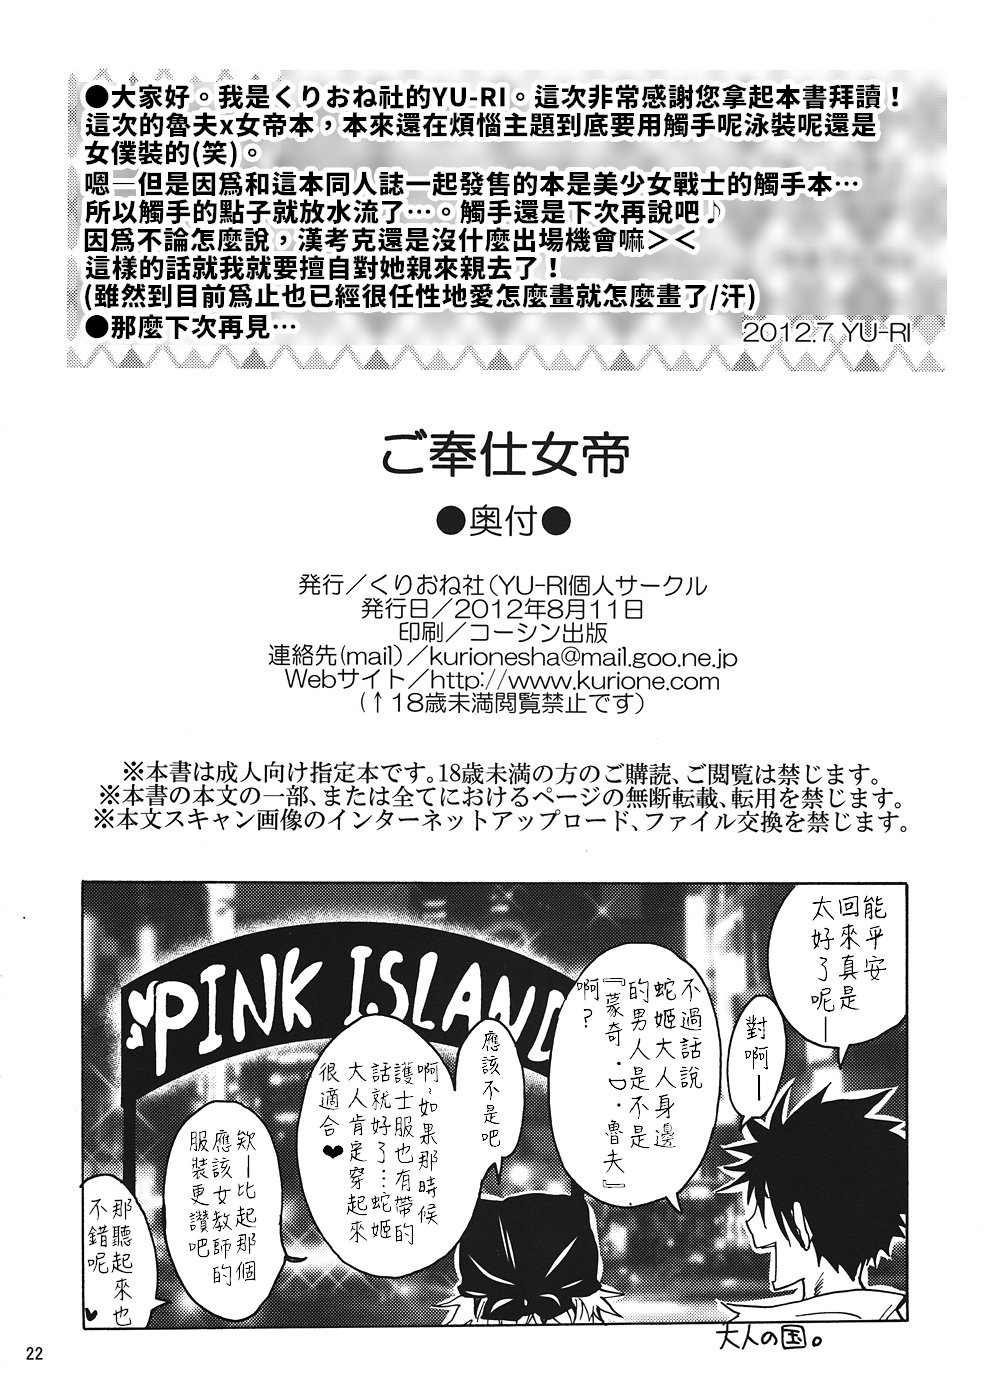 ●大家好。我是くりおね社的YU-RI。這次非常感謝您拿起本書拜讀！
這次的魯夫x女帝本，本來還在煩惱主題到底要用觸手呢泳裝呢還是
女僕裝的(笑)。
嗯—但是因爲和這本同人誌一起發售的本是美少女戰士的觸手本…
所以觸手的點子就放水流了…。觸手還是下次再說吧♪
因爲不論怎麼說，漢考克還是沒什麼出場機會嘛＞＜
這樣的話就我就要擅自對她親來親去了！
(雖然到目前爲止也已經很任性地愛怎麼畫就怎麼畫了/汗)
●那麼下次再見…
2012.7 YU-RI
ご奉仕女帝
●奥付●
発行／くりおね社(YU-RI個人サークル
発行日／2012年8月11日
印刷／コーシン出版
連絡先(mail)／kurionesha@mail.goo.ne.jp
Webサイト／http://www.kurione.com
(↑18歳未満閲覧禁止です)
※本書は成人向け指定本です。18歳未満の方のご購読、ご閲覧は禁じます。
※本書の本文の一部、または全てにおけるページの無断転載、転用を禁じます。
※本文スキャン画像のインターネットアップロード、ファイル交換を禁じます。
能平安
回來真是
太好了呢ー
對啊ー
不過話說
蛇姬大人身邊
的男人是不是
『蒙奇・D・魯夫』
啊？
應該不是吧
啊，如果那時候
護士服也有帶的
話就好了…蛇姬
大人肯定穿起來
很適合♥
欸ー比起那個
應該女教師的
服裝更讚吧
那聽起來也
不錯呢♥
PINK ISLAND
大人の国。
22